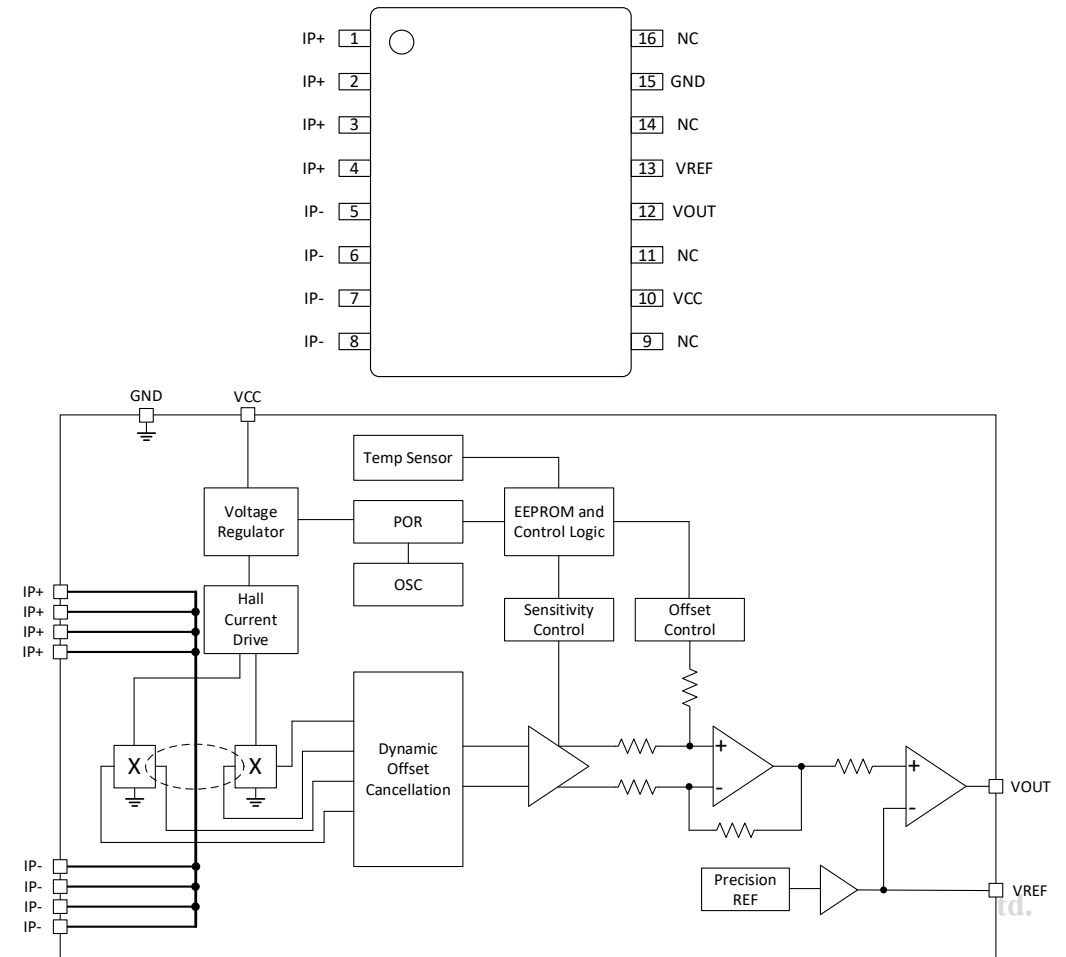 IP+ 1 16 NC
IP+ 2 15 GND
IP+ 3 14 NC
IP+ 4 13 VREF
IP- 5 12 VOUT
IP- 6 11 NC
IP- 7 10 VCC
IP- 8 9 NC
GND VCC
Temp Sensor
Voltage
Regulator
POR
EEPROM and
Control Logic
OSC
IP+
IP+
IP+
IP+
Hall
Current
Drive
Sensitivity
Control
Offset
Control
X
X
Dynamic
Offset
Cancellation
+
-
+
-
VOUT
IP-
IP-
IP-
IP-
Precision
REF
VREF
td.